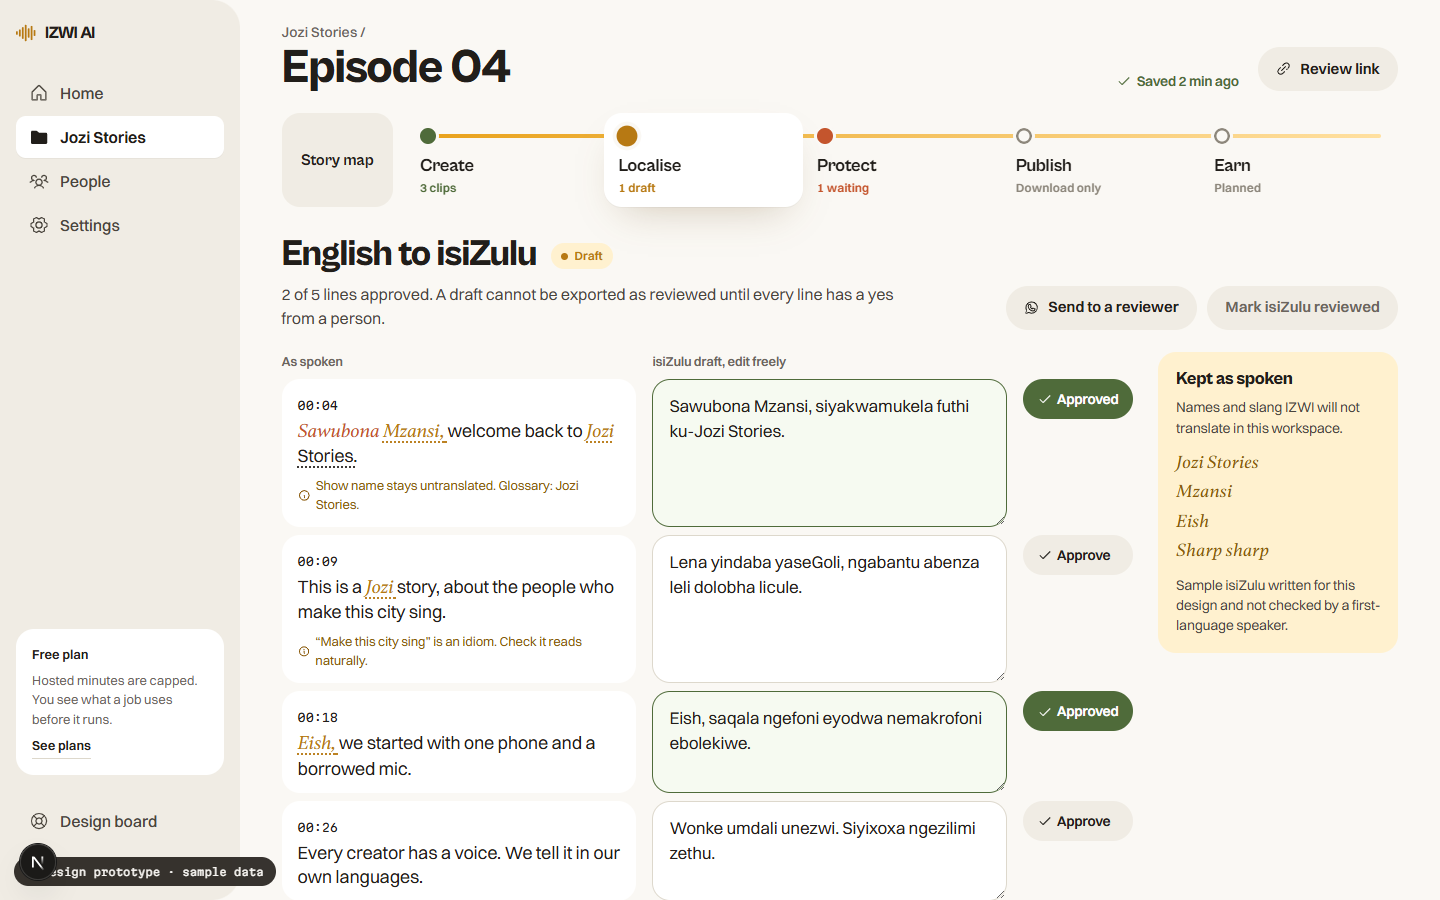 IZWI AI
Home
Jozi Stories
People
Settings
Free plan
Hosted minutes are capped.
You see what a job uses
before it runs.
See plans
Design board
N
sign prototype · sample data
Jozi Stories /
Episode 04
Saved 2 min ago
Review link
Story map
Create
3 clips
Localise
1 draft
Protect
1 waiting
Publish
Download only
Earn
Planned
English to isiZulu
Draft
2 of 5 lines approved. A draft cannot be exported as reviewed until every line has a yes
from a person.
Send to a reviewer
Mark isiZulu reviewed
As spoken
isiZulu draft, edit freely
00:04
Sawubona Mzansi, welcome back to Jozi
Stories.
Show name stays untranslated. Glossary: Jozi
Stories.
Sawubona Mzansi, siyakwamukela futhi
ku-Jozi Stories.
Approved
00:09
This is a Jozi story, about the people who
make this city sing.
“Make this city sing” is an idiom. Check it reads
naturally.
Lena yindaba yaseGoli, ngabantu abenza
leli dolobha licule.
Approve
00:18
Eish, we started with one phone and a
borrowed mic.
Eish, saqala ngefoni eyodwa nemakrofoni
ebolekiwe.
Approved
00:26
Every creator has a voice. We tell it in our
own languages.
Wonke umdali unezwi. Siyixoxa ngezilimi
zethu.
Approve
Kept as spoken
Names and slang IZWI will not
translate in this workspace.
Jozi Stories
Mzansi
Eish
Sharp sharp
Sample isiZulu written for this
design and not checked by a first-
language speaker.